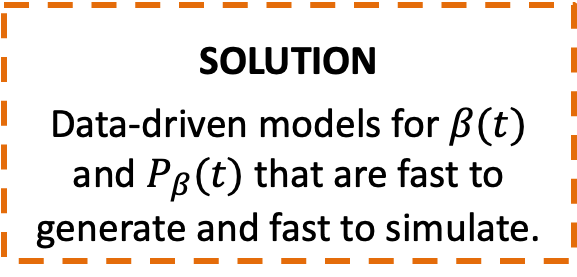 SOLUTION
Data-driven models for β(t)
and P_β(t) that are fast to
generate and fast to simulate.